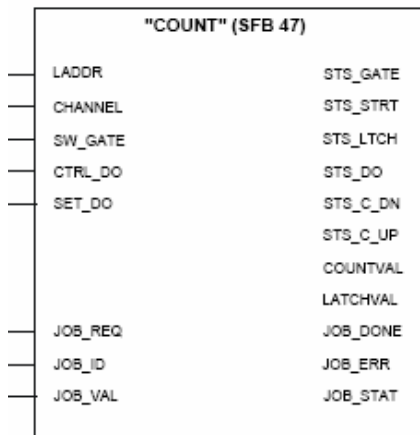 "COUNT" (SFB 47)
LADDR STS_GATE
CHANNEL STS_STRT
SW_GATE STS_LTCH
CTRL_DO STS_DO
SET_DO STS_C_DN
STS_C_UP
COUNTVAL
LATCHVAL
JOB_REQ JOB_DONE
JOB_ID JOB_ERR
JOB_VAL JOB_STAT